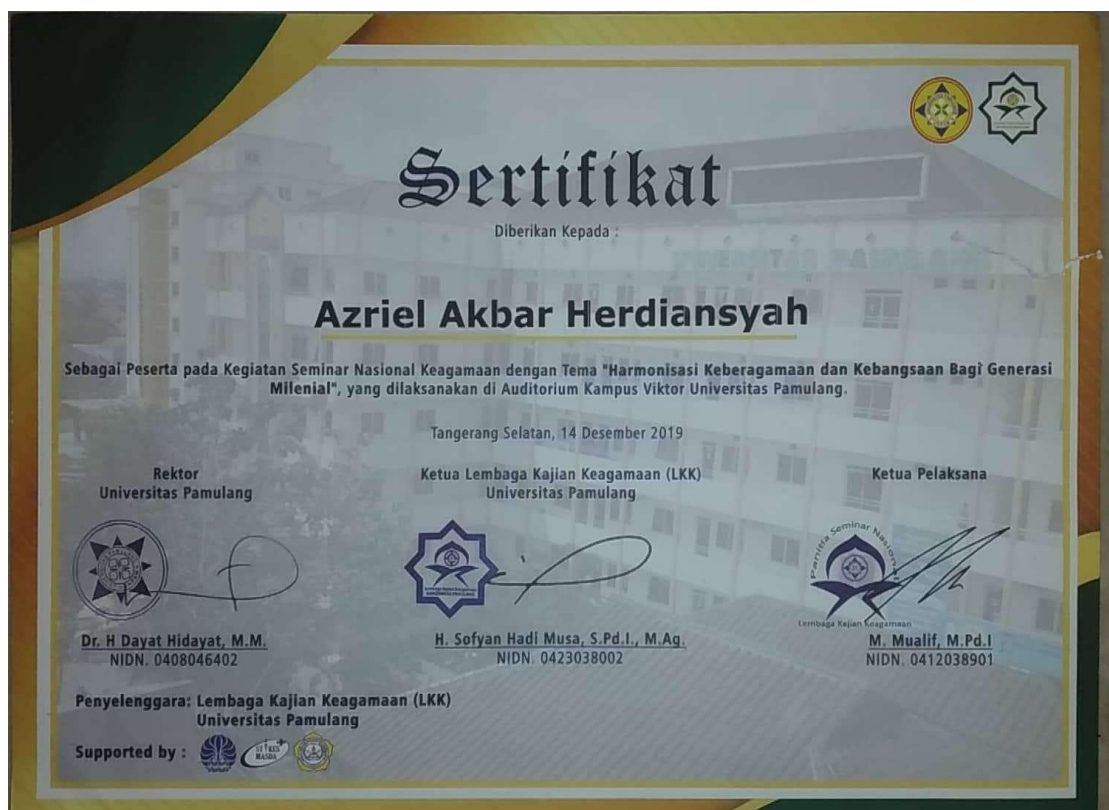 Sertifikat
Diberikan Kepada :
Azriel Akbar Herdiansyah
Sebagai Peserta pada Kegiatan Seminar Nasional Keagamaan dengan Tema "Harmonisasi Keberagamaan dan Kebangsaan Bagi Generasi
Milenial", yang dilaksanakan di Auditorium Kampus Viktor Universitas Pamulang.
Tangerang Selatan, 14 Desember 2019
Rektor
Universitas Pamulang
Ketua Lembaga Kajian Keagamaan (LKK)
Universitas Pamulang
Ketua Pelaksana
Panitia Seminar Nasional
Lembaga Kajian Keagamaan
Dr. H Dayat Hidayat, M.M.
NIDN. 0408046402
H. Sofyan Hadi Musa, S.Pd.I., M.Ag.
NIDN. 0423038002
M. Mualif, M.Pd.I
NIDN. 0412038901
Penyelenggara: Lembaga Kajian Keagamaan (LKK)
Universitas Pamulang
Supported by :